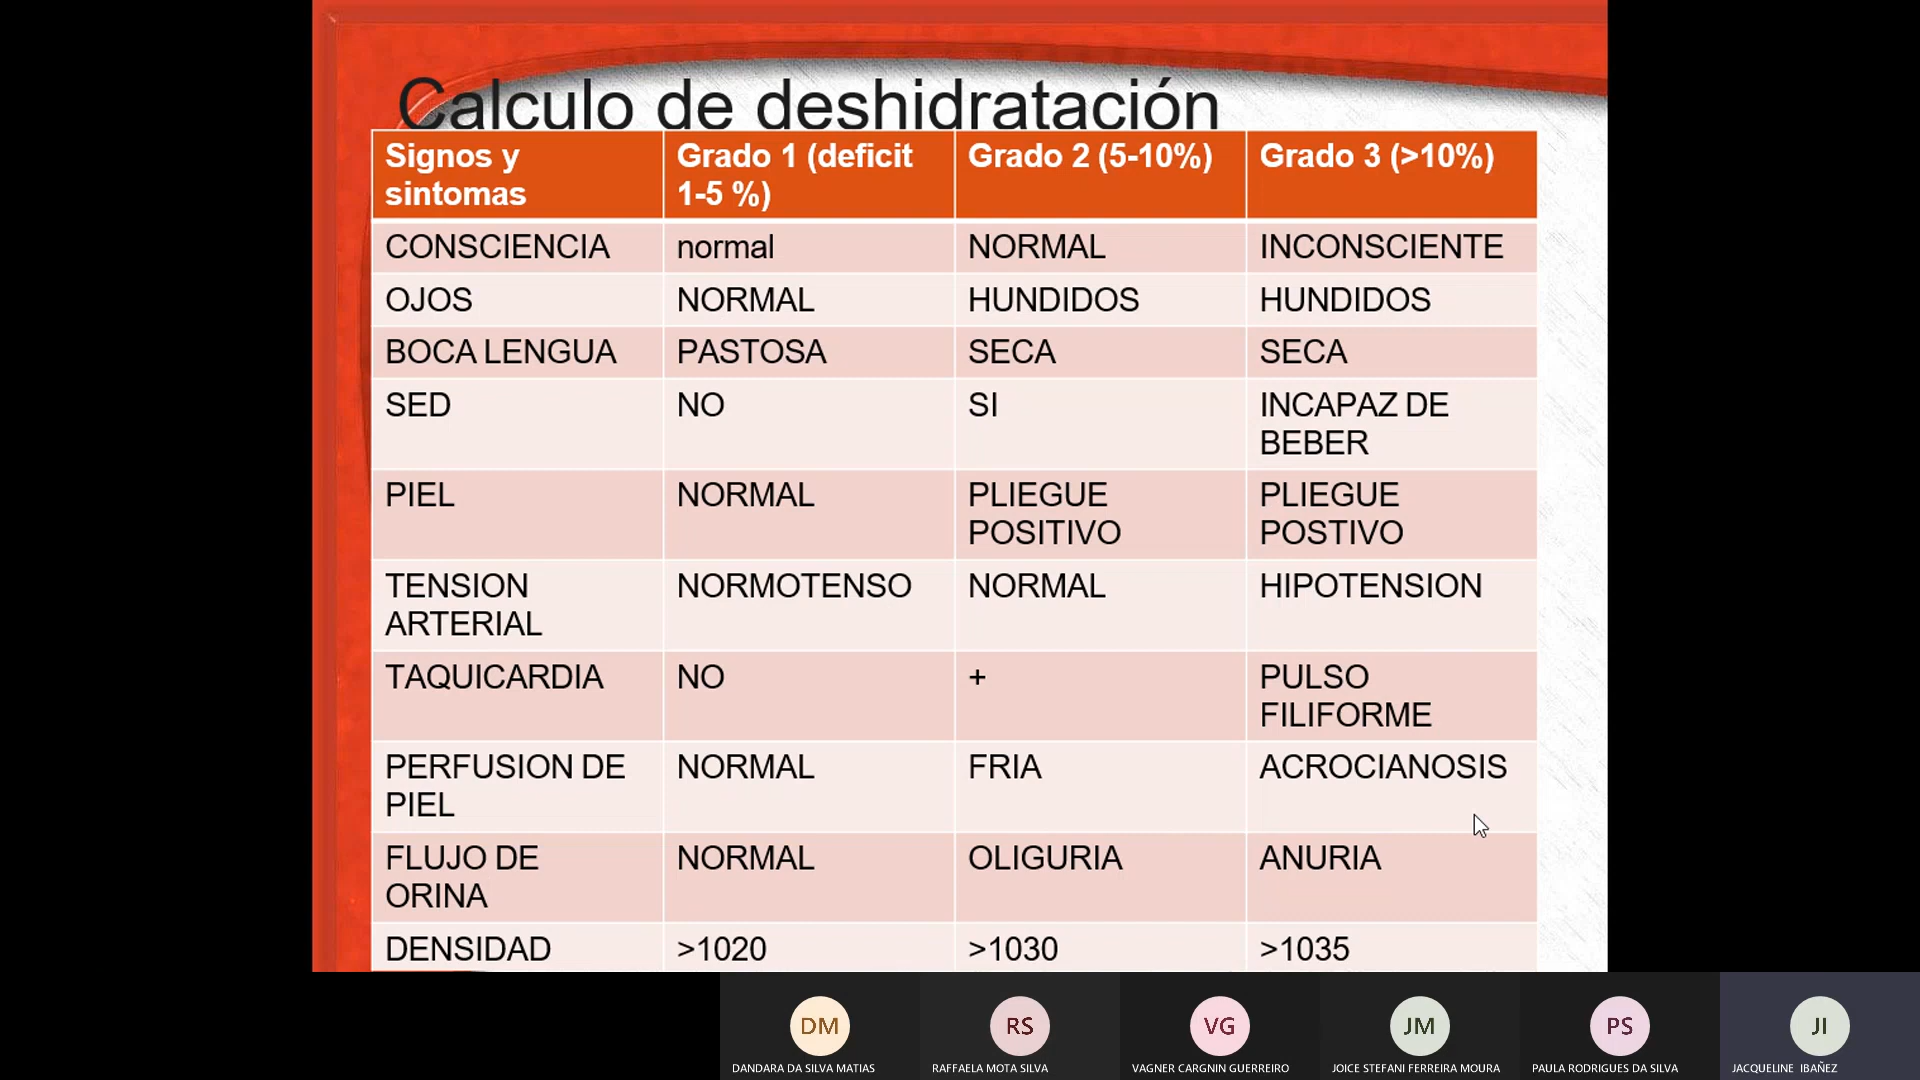 Calculo de deshidratación
Signos y
sintomas
Grado 1 (deficit
1-5 %)
Grado 2 (5-10%)
Grado 3 (>10%)
CONSCIENCIA
normal
NORMAL
INCONSCIENTE
OJOS
NORMAL
HUNDIDOS
HUNDIDOS
BOCA LENGUA
PASTOSA
SECA
SECA
SED
NO
SI
INCAPAZ DE
BEBER
PIEL
NORMAL
PLIEGUE
POSITIVO
PLIEGUE
POSTIVO
TENSION
ARTERIAL
NORMOTENSO
NORMAL
HIPOTENSION
TAQUICARDIA
NO
+
PULSO
FILIFORME
PERFUSION DE
PIEL
NORMAL
FRIA
ACROCIANOSIS
FLUJO DE
ORINA
NORMAL
OLIGURIA
ANURIA
DENSIDAD
>1020
>1030
>1035
DM
RS
VG
JM
PS
JI
DANDARA DA SILVA MATIAS
RAFFAELA MOTA SILVA
VAGNER CARGNIN GUERREIRO
JOICE STEFANI FERREIRA MOURA
PAULA RODRIGUES DA SILVA
JACQUELINE IBAÑEZ